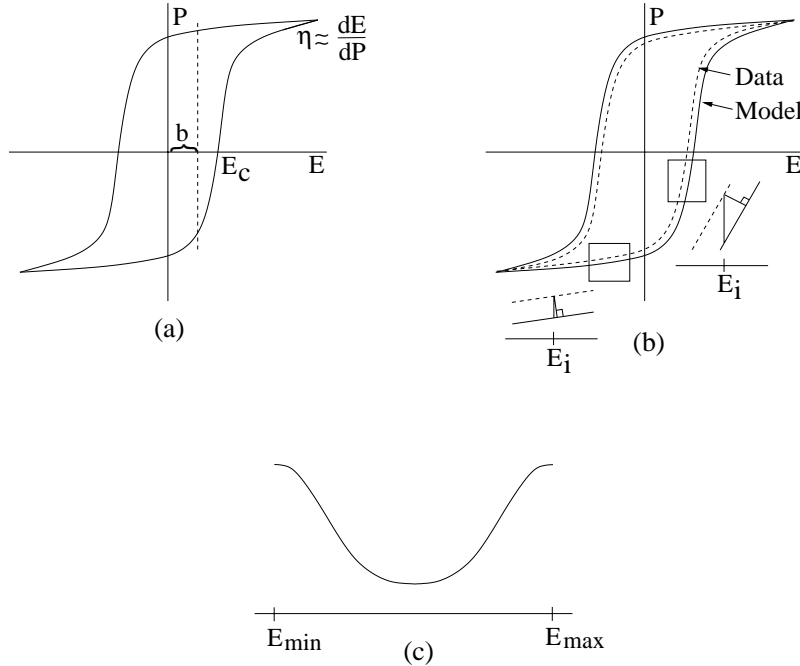 P
η ≈ dE/dP
b
E_c
E
(a)
P
Data
Model
E
E_i
E_i
(b)
E_min
E_max
(c)